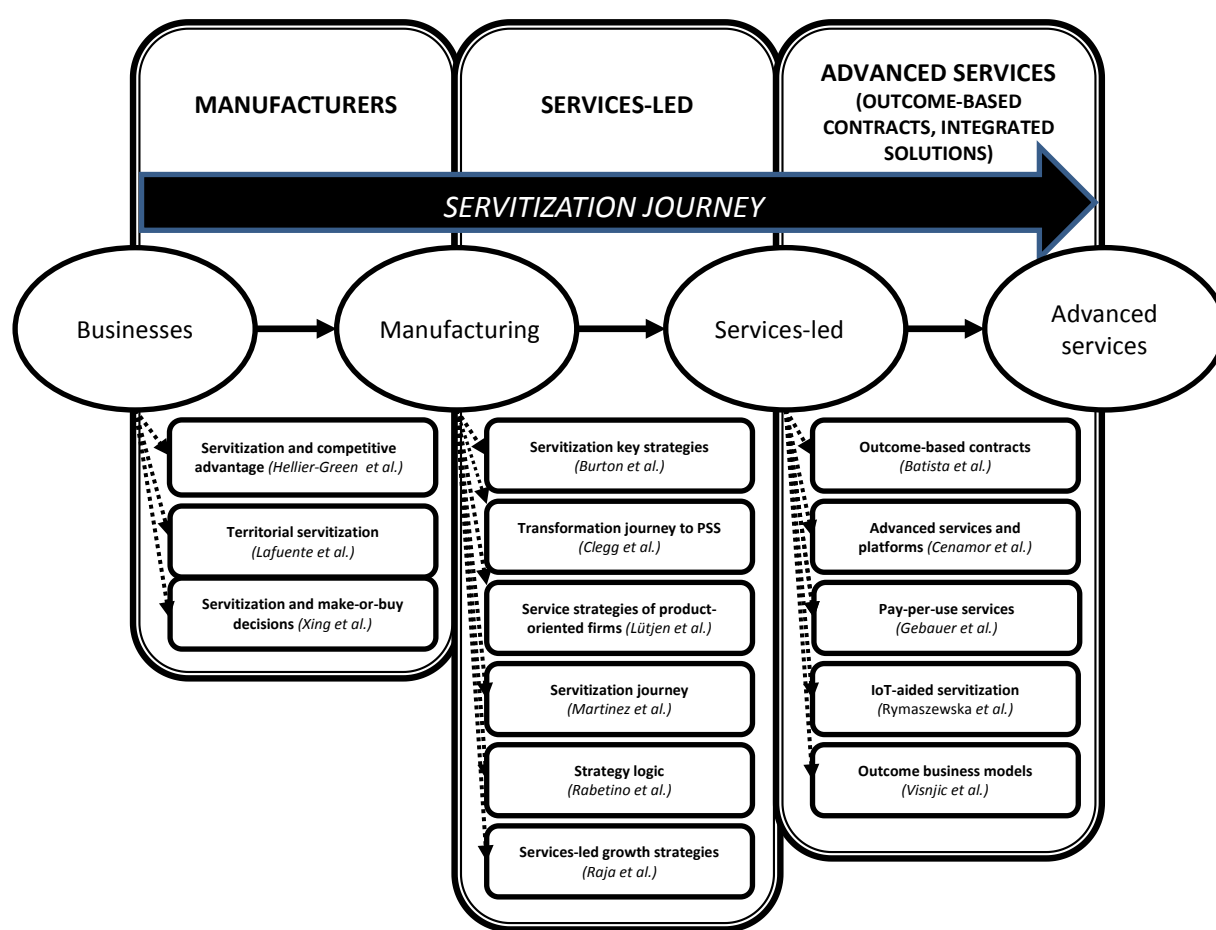 MANUFACTURERS
SERVICES-LED
ADVANCED SERVICES
(OUTCOME-BASED
CONTRACTS, INTEGRATED
SOLUTIONS)
SERVITIZATION JOURNEY
Businesses
Manufacturing
Services-led
Advanced
services
Servitization and competitive
advantage (Hellier-Green et al.)
Territorial servitization
(Lafuente et al.)
Servitization and make-or-buy
decisions (Xing et al.)
Servitization key strategies
(Burton et al.)
Transformation journey to PSS
(Clegg et al.)
Service strategies of product-
oriented firms (Lütjen et al.)
Servitization journey
(Martinez et al.)
Strategy logic
(Rabetino et al.)
Services-led growth strategies
(Raja et al.)
Outcome-based contracts
(Batista et al.)
Advanced services and
platforms (Cenamor et al.)
Pay-per-use services
(Gebauer et al.)
IoT-aided servitization
(Rymaszewska et al.)
Outcome business models
(Visnjic et al.)